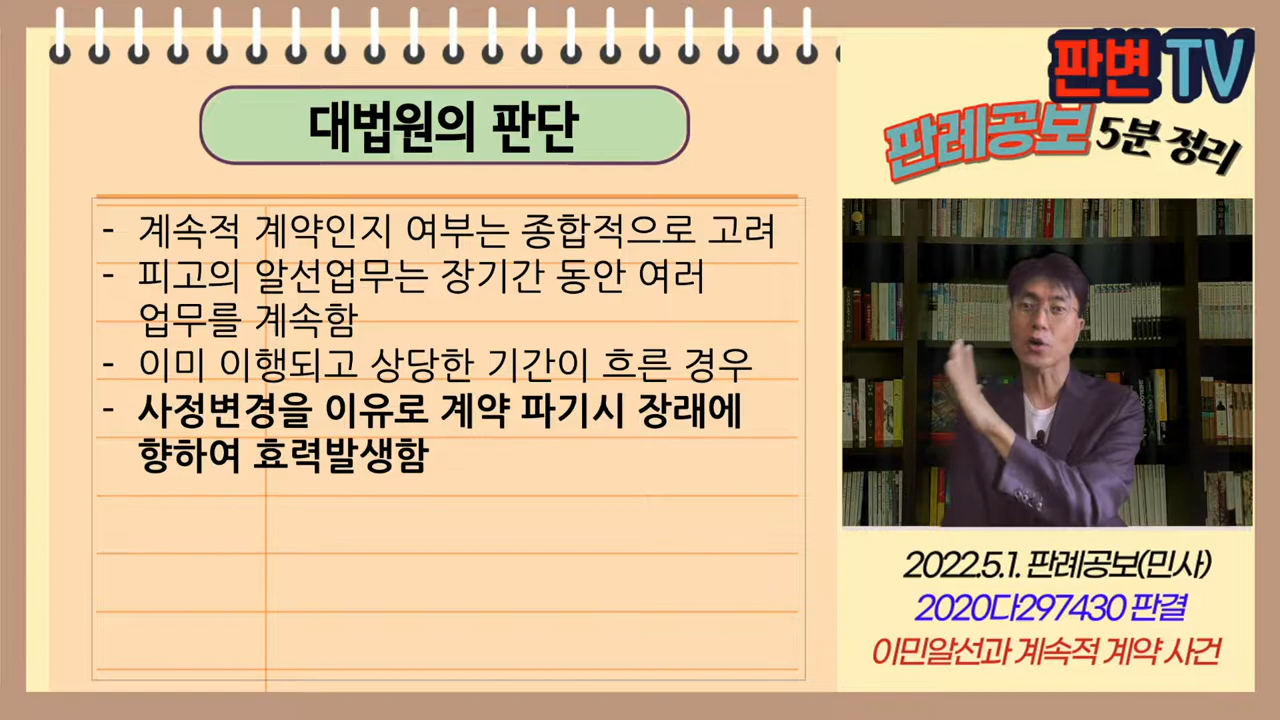 대법원의 판단
- 계속적 계약인지 여부는 종합적으로 고려
- 피고의 알선업무는 장기간 동안 여러
업무를 계속함
- 이미 이행되고 상당한 기간이 흐른 경우
- 사정변경을 이유로 계약 파기시 장래에
향하여 효력발생함
판변 TV
판례공보 5분 정리
2022.5.1. 판례공보(민사)
2020다297430 판결
이민알선과 계속적 계약 사건